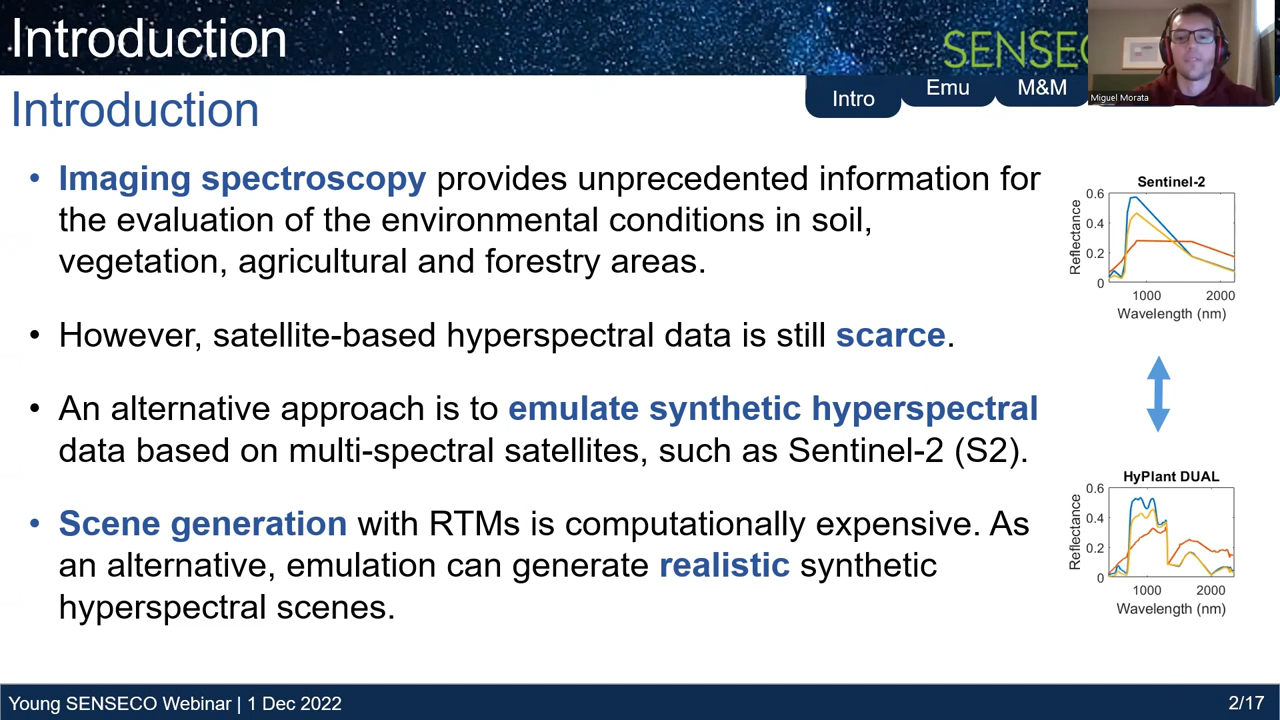 Introduction
SENSECO
Miguel Morata
Intro
Emu
M&M
Introduction
• Imaging spectroscopy provides unprecedented information for
the evaluation of the environmental conditions in soil,
vegetation, agricultural and forestry areas.
• However, satellite-based hyperspectral data is still scarce.
• An alternative approach is to emulate synthetic hyperspectral
data based on multi-spectral satellites, such as Sentinel-2 (S2).
• Scene generation with RTMs is computationally expensive. As
an alternative, emulation can generate realistic synthetic
hyperspectral scenes.
Sentinel-2
Reflectance
0.6
0.4
0.2
0
1000 2000
Wavelength (nm)
HyPlant DUAL
Reflectance
0.6
0.4
0.2
0
1000 2000
Wavelength (nm)
Young SENSECO Webinar | 1 Dec 2022
2/17